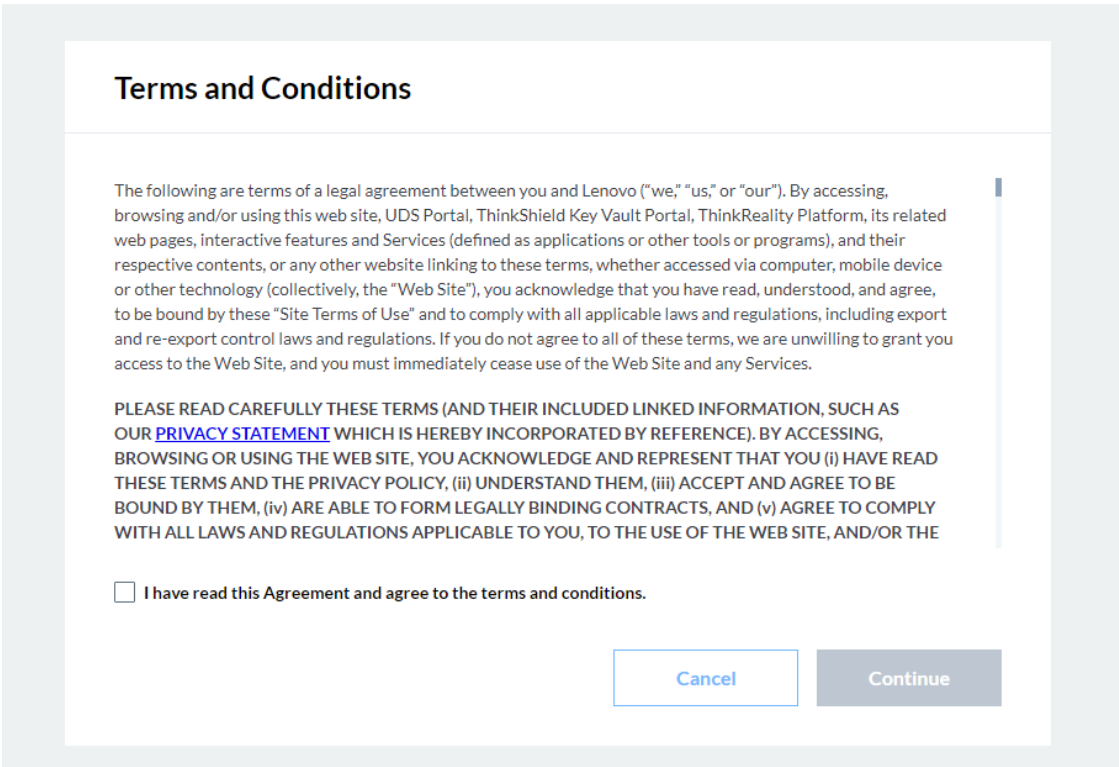 Terms and Conditions
The following are terms of a legal agreement between you and Lenovo (“we,” “us,” or “our”). By accessing,
browsing and/or using this web site, UDS Portal, ThinkShield Key Vault Portal, ThinkReality Platform, its related
web pages, interactive features and Services (defined as applications or other tools or programs), and their
respective contents, or any other website linking to these terms, whether accessed via computer, mobile device
or other technology (collectively, the “Web Site”), you acknowledge that you have read, understood, and agree,
to be bound by these “Site Terms of Use” and to comply with all applicable laws and regulations, including export
and re-export control laws and regulations. If you do not agree to all of these terms, we are unwilling to grant you
access to the Web Site, and you must immediately cease use of the Web Site and any Services.
PLEASE READ CAREFULLY THESE TERMS (AND THEIR INCLUDED LINKED INFORMATION, SUCH AS
OUR PRIVACY STATEMENT WHICH IS HEREBY INCORPORATED BY REFERENCE). BY ACCESSING,
BROWSING OR USING THE WEB SITE, YOU ACKNOWLEDGE AND REPRESENT THAT YOU (i) HAVE READ
THESE TERMS AND THE PRIVACY POLICY, (ii) UNDERSTAND THEM, (iii) ACCEPT AND AGREE TO BE
BOUND BY THEM, (iv) ARE ABLE TO FORM LEGALLY BINDING CONTRACTS, AND (v) AGREE TO COMPLY
WITH ALL LAWS AND REGULATIONS APPLICABLE TO YOU, TO THE USE OF THE WEB SITE, AND/OR THE
I have read this Agreement and agree to the terms and conditions.
Cancel Continue